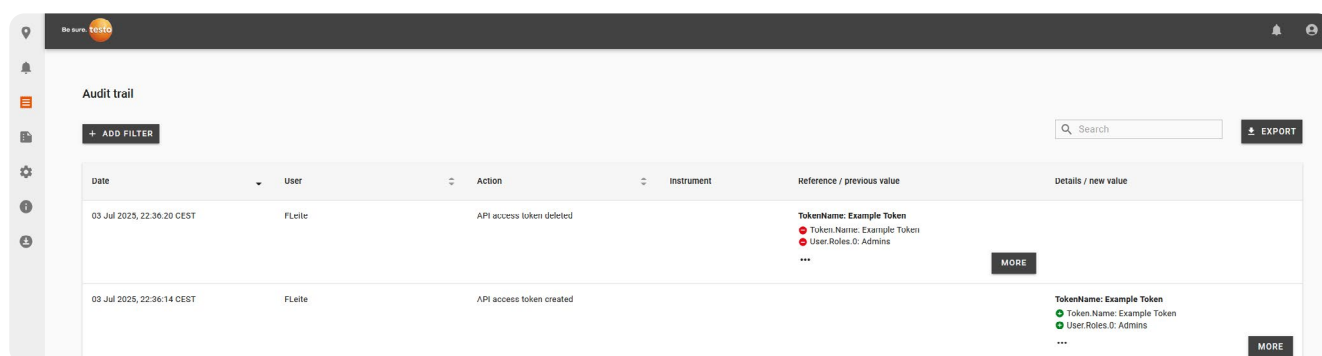 Be sure. testo
Audit trail
+ ADD FILTER
Search
EXPORT
Date User Action Instrument Reference / previous value Details / new value
03 Jul 2025, 22:36:20 CEST FLeite API access token deleted TokenName: Example Token
Token.Name: Example Token
User.Roles.0: Admins
...
MORE
03 Jul 2025, 22:36:14 CEST FLeite API access token created TokenName: Example Token
Token.Name: Example Token
User.Roles.0: Admins
...
MORE